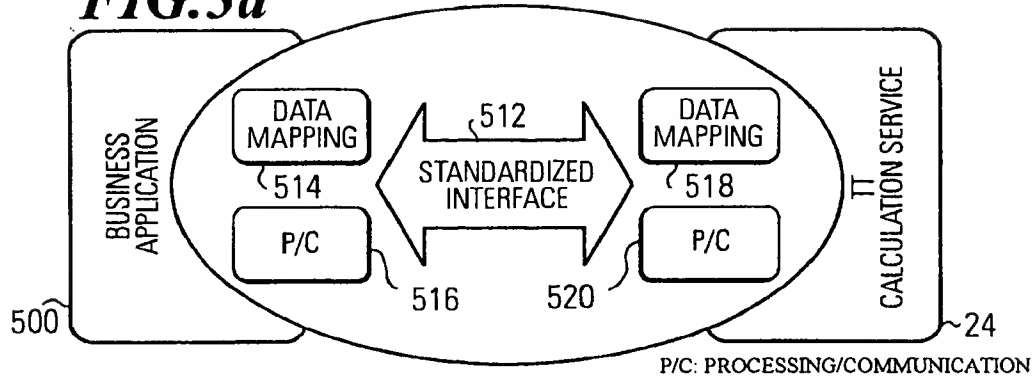 FIG.5a
BUSINESS
APPLICATION
500
DATA
MAPPING
514
P/C
516
512
STANDARDIZED
INTERFACE
DATA
MAPPING
518
P/C
520
TT
CALCULATION SERVICE
24
P/C: PROCESSING/COMMUNICATION